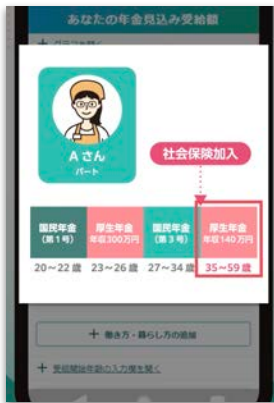 あなたの年金見込み受給額
Aさん
パート
社会保険加入
国民年金
(第1号)
厚生年金
年収300万円
国民年金
(第3号)
厚生年金
年収140万円
20~22歳
23~26歳
27~34歳
35~59歳
+ 働き方・暮らし方の追加
+ 受給開始年齢の入力欄を開く